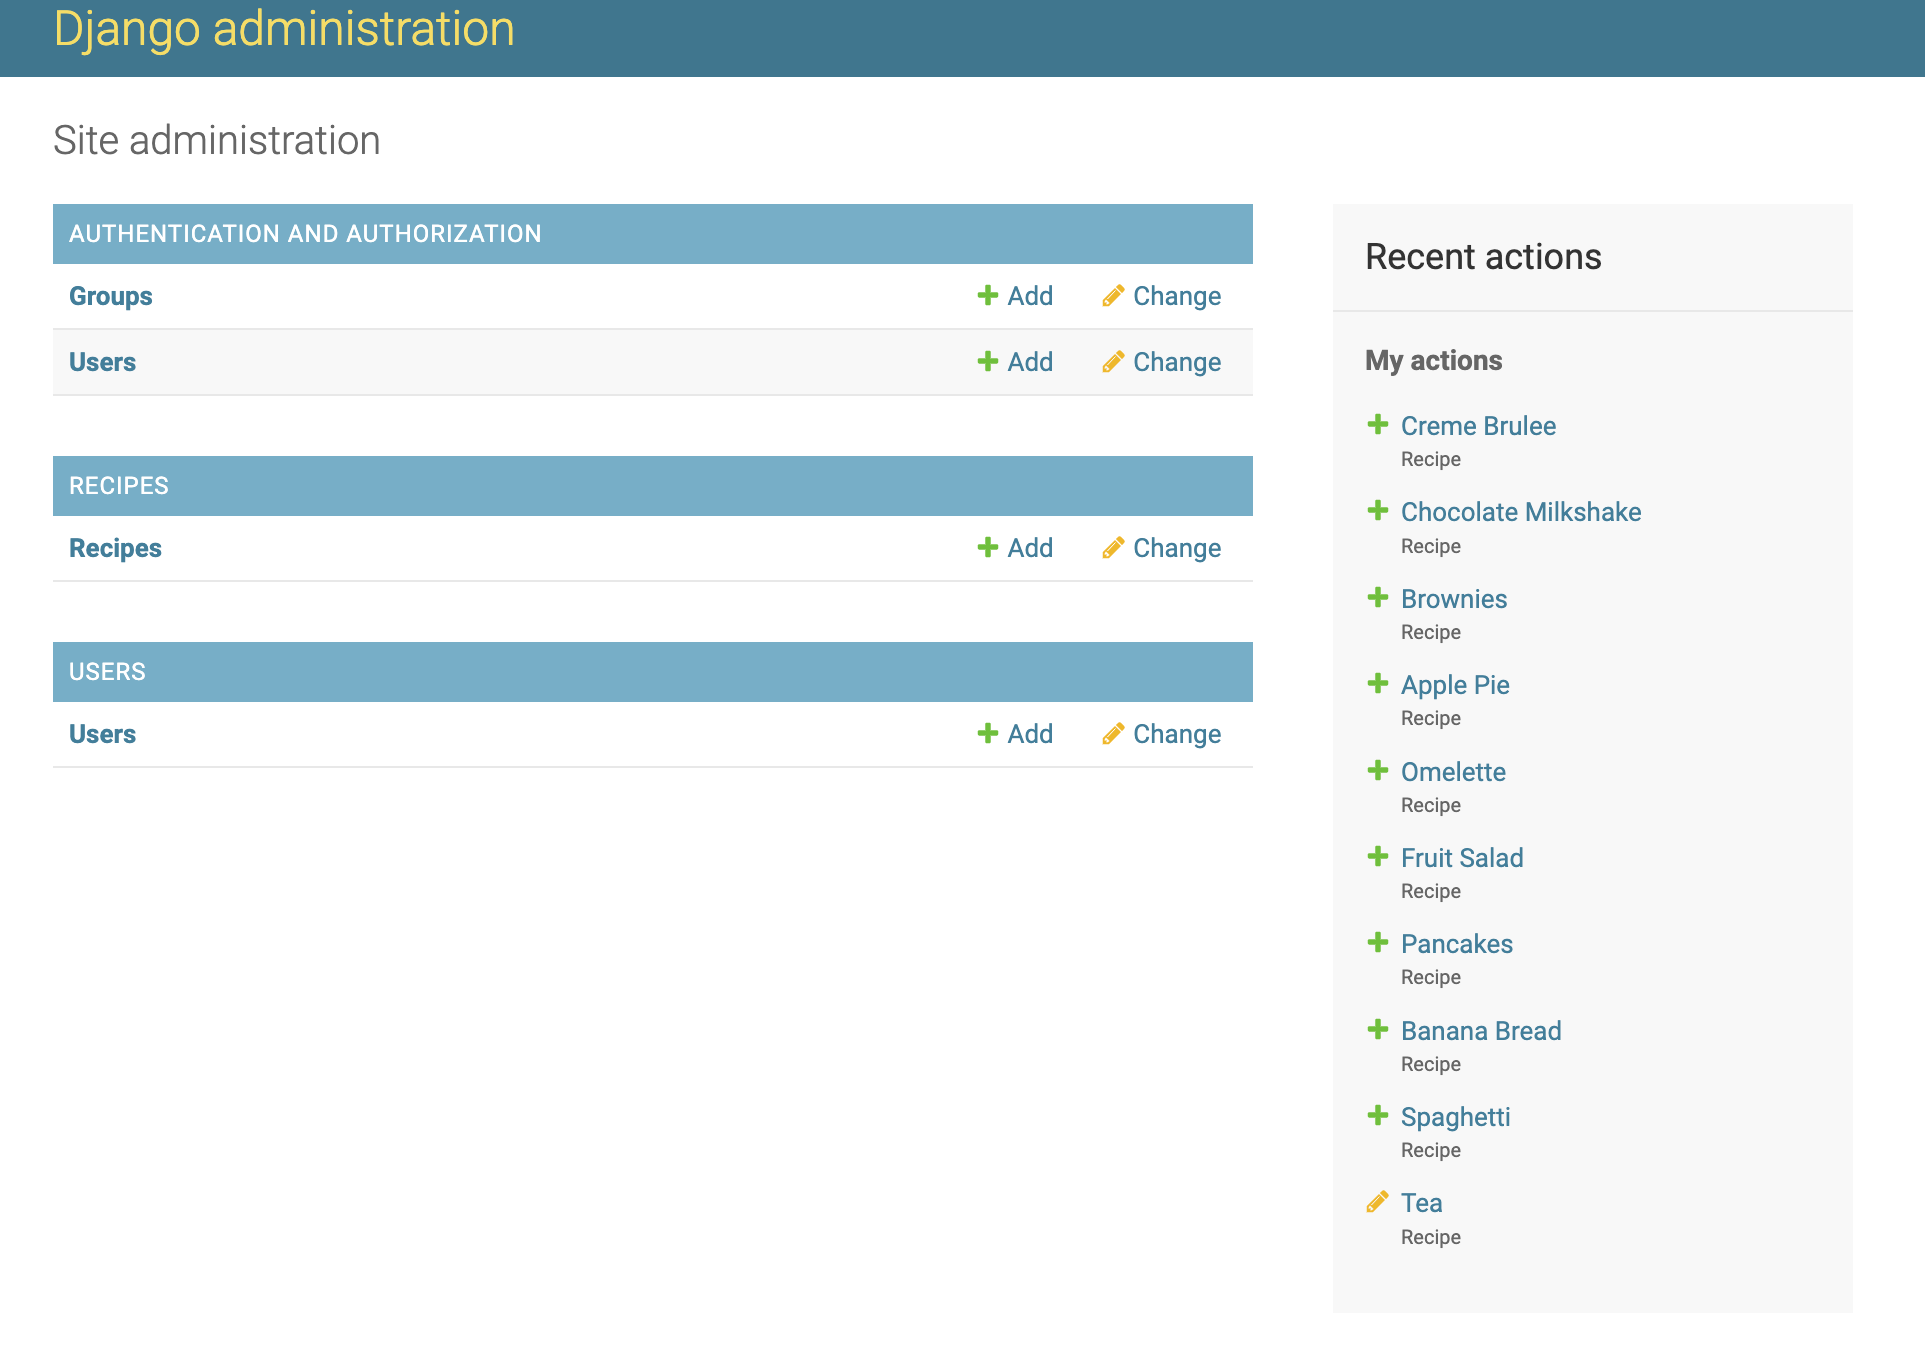 Django administration
Site administration
AUTHENTICATION AND AUTHORIZATION
Groups Add Change
Users Add Change
RECIPES
Recipes Add Change
USERS
Users Add Change
Recent actions
My actions
Creme Brulee
Recipe
Chocolate Milkshake
Recipe
Brownies
Recipe
Apple Pie
Recipe
Omelette
Recipe
Fruit Salad
Recipe
Pancakes
Recipe
Banana Bread
Recipe
Spaghetti
Recipe
Tea
Recipe